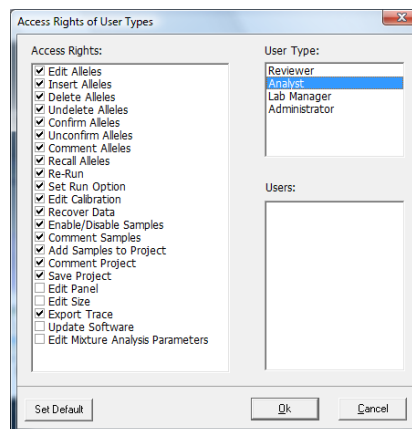 Access Rights of User Types
Access Rights:
Edit Alleles
Insert Alleles
Delete Alleles
Undelete Alleles
Confirm Alleles
Unconfirm Alleles
Comment Alleles
Recall Alleles
Re-Run
Set Run Option
Edit Calibration
Recover Data
Enable/Disable Samples
Comment Samples
Add Samples to Project
Comment Project
Save Project
Edit Panel
Edit Size
Export Trace
Update Software
Edit Mixture Analysis Parameters
User Type:
Reviewer
Analyst
Lab Manager
Administrator
Users:
Set Default
Ok
Cancel